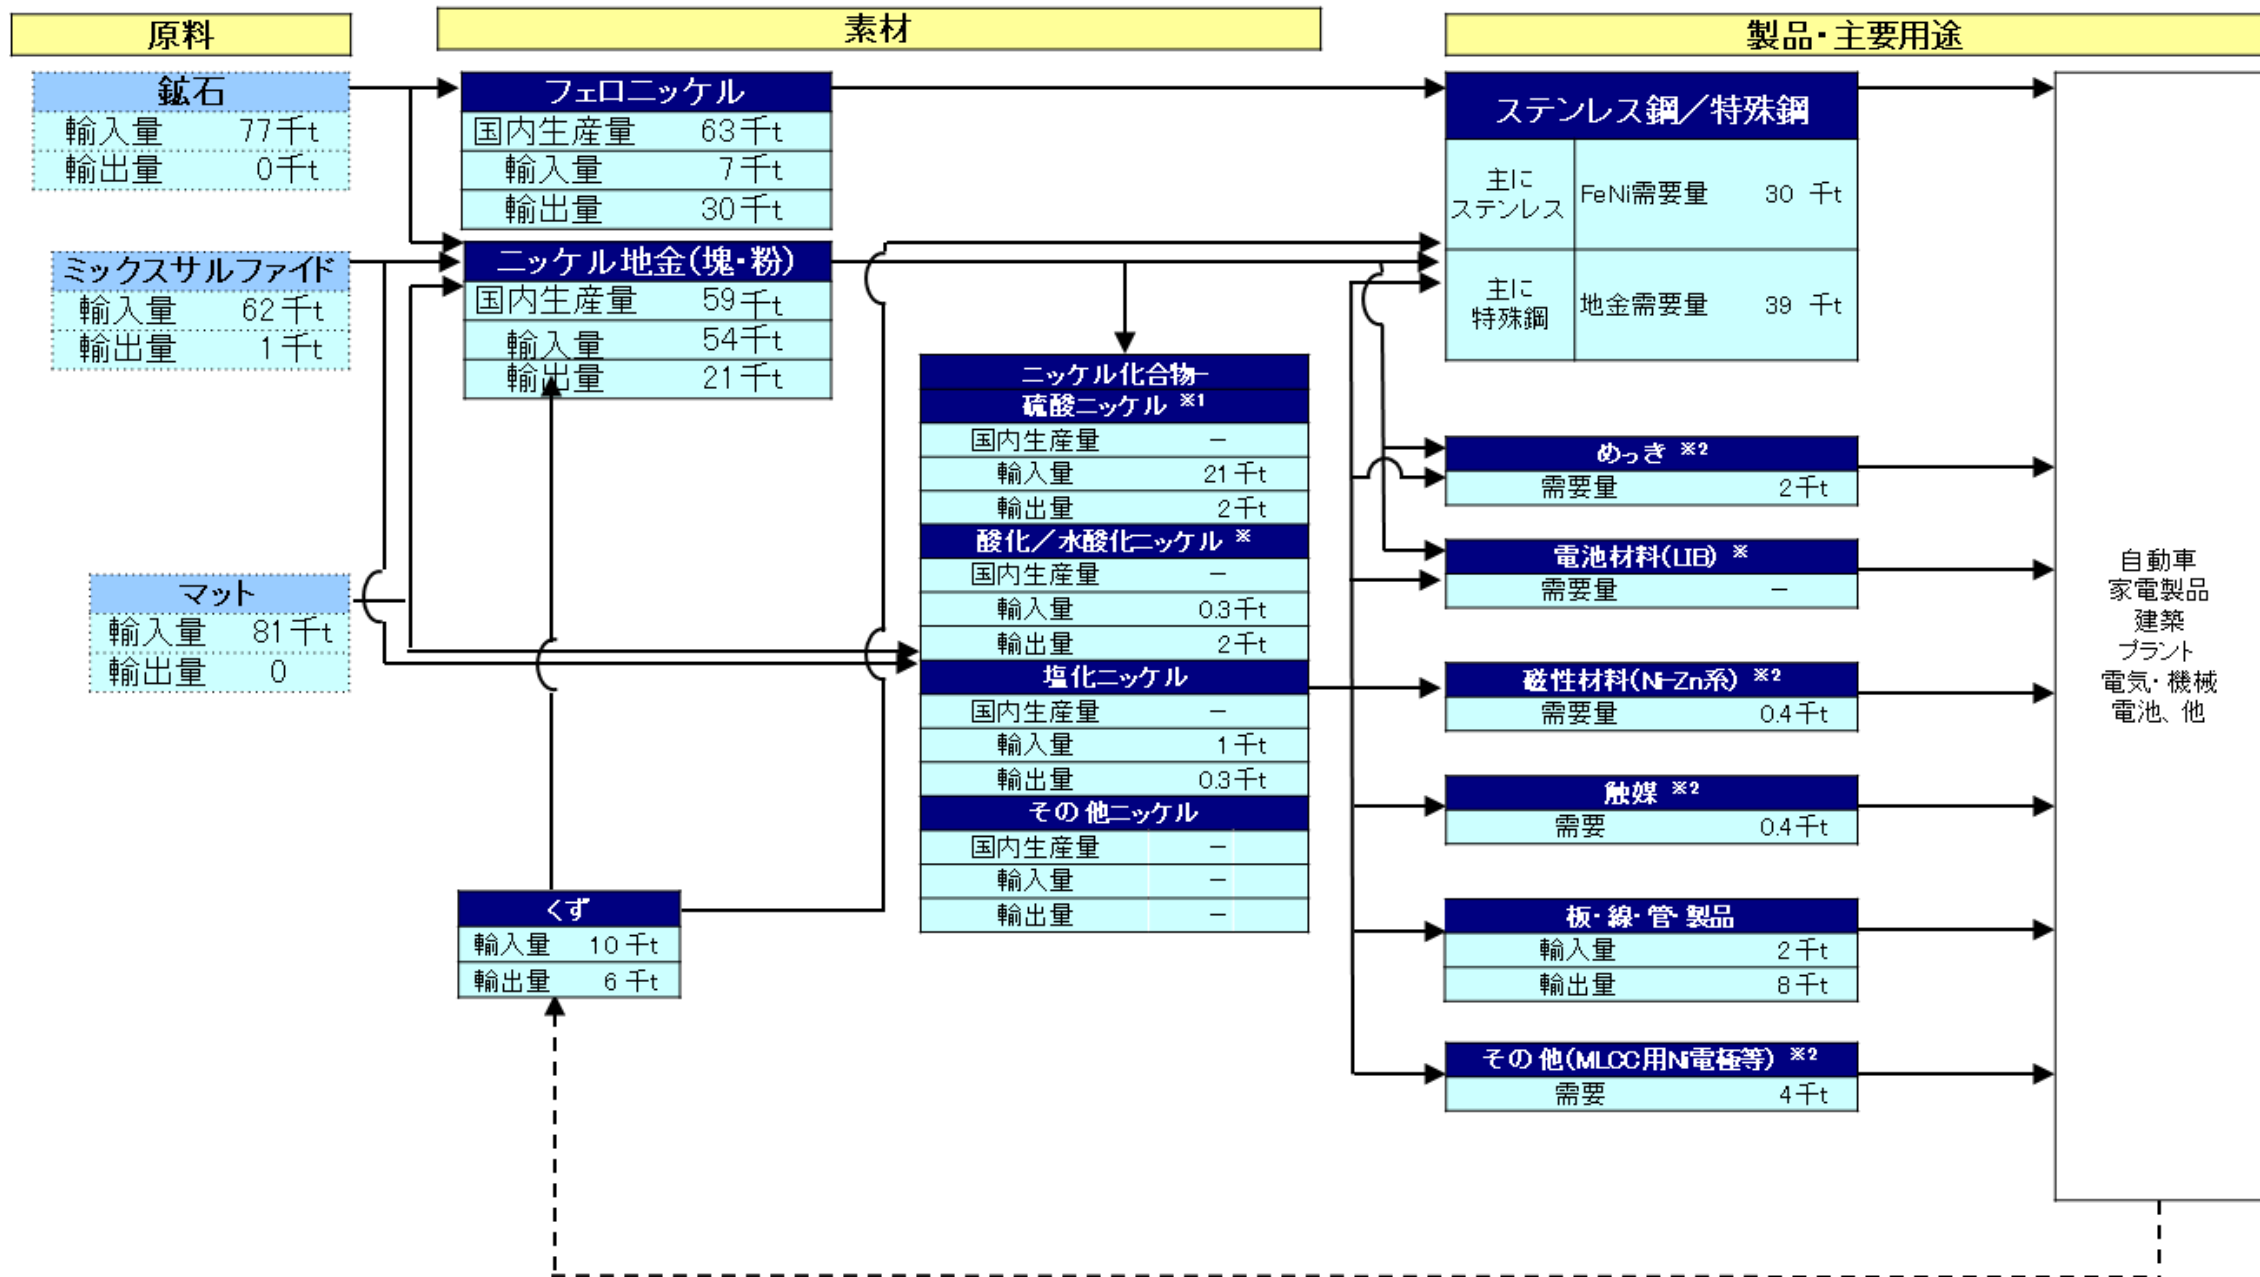 原料
素材
製品・主要用途
鉱石
輸入量 77千t
輸出量 0千t
ミックスサルファイド
輸入量 62千t
輸出量 1千t
マット
輸入量 81千t
輸出量 0
フェロニッケル
国内生産量 63千t
輸入量 7千t
輸出量 30千t
ニッケル地金(塊・粉)
国内生産量 59千t
輸入量 54千t
輸出量 21千t
くず
輸入量 10千t
輸出量 6千t
ニッケル化合物-
硫酸ニッケル ※1
国内生産量 -
輸入量 21千t
輸出量 2千t
酸化/水酸化ニッケル ※
国内生産量 -
輸入量 0.3千t
輸出量 2千t
塩化ニッケル
国内生産量 -
輸入量 1千t
輸出量 0.3千t
その他ニッケル
国内生産量 -
輸入量 -
輸出量 -
ステンレス鋼/特殊鋼
主に
ステンレス
FeNi需要量 30 千t
主に
特殊鋼
地金需要量 39 千t
めっき ※2
需要量 2千t
電池材料(LIB) ※
需要量 -
磁性材料(Ni-Zn系) ※2
需要量 0.4千t
触媒 ※2
需要 0.4千t
板・線・管・製品
輸入量 2千t
輸出量 8千t
その他(MLCC用Ni電極等) ※2
需要 4千t
自動車
家電製品
建築
プラント
電気・機械
電池、他